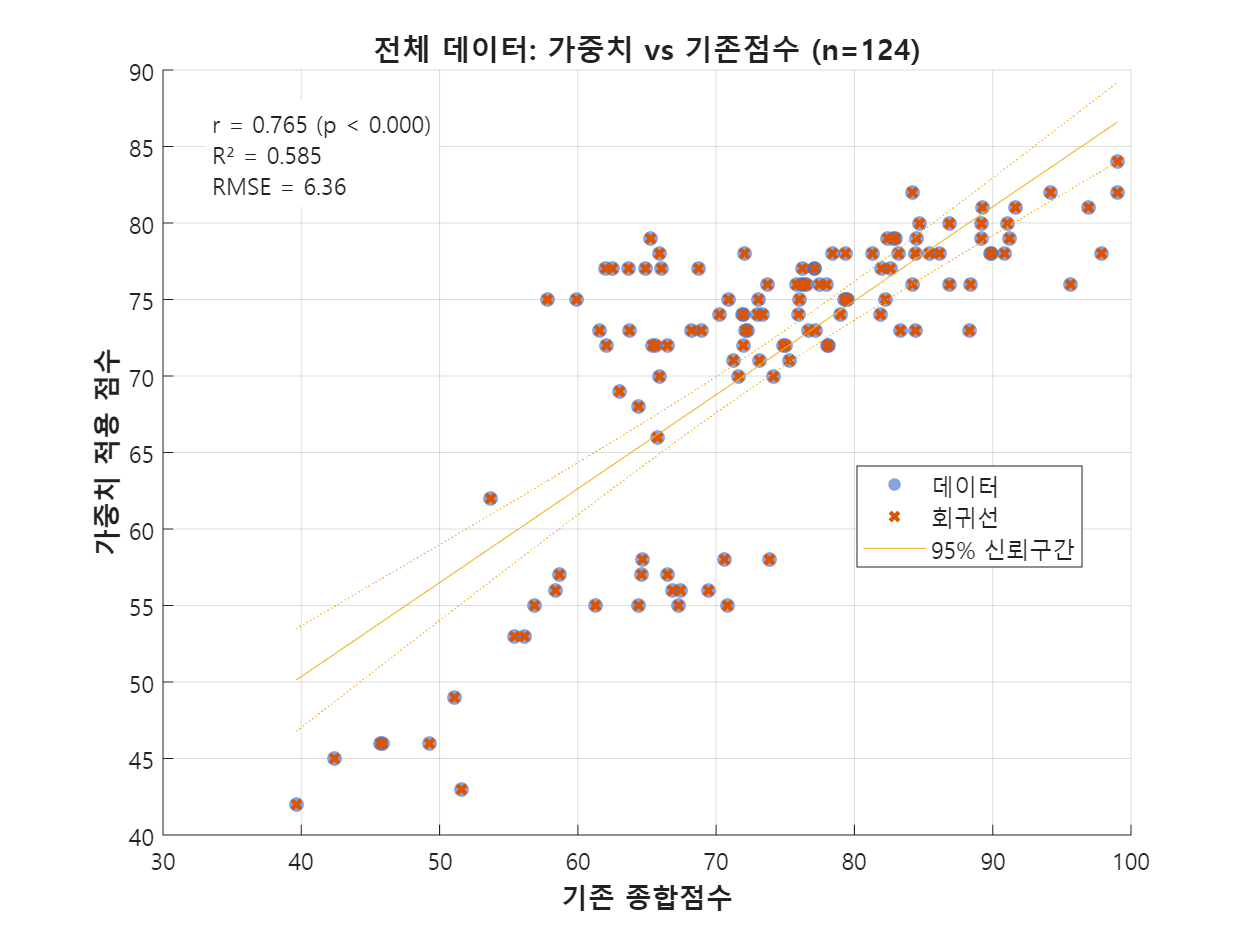 전체 데이터: 가중치 vs 기존점수 (n=124)
r = 0.765 (p < 0.000)
R² = 0.585
RMSE = 6.36
90
85
80
75
70
65
60
55
50
45
40
가중치 적용 점수
데이터
회귀선
95% 신뢰구간
30 40 50 60 70 80 90 100
기존 종합점수